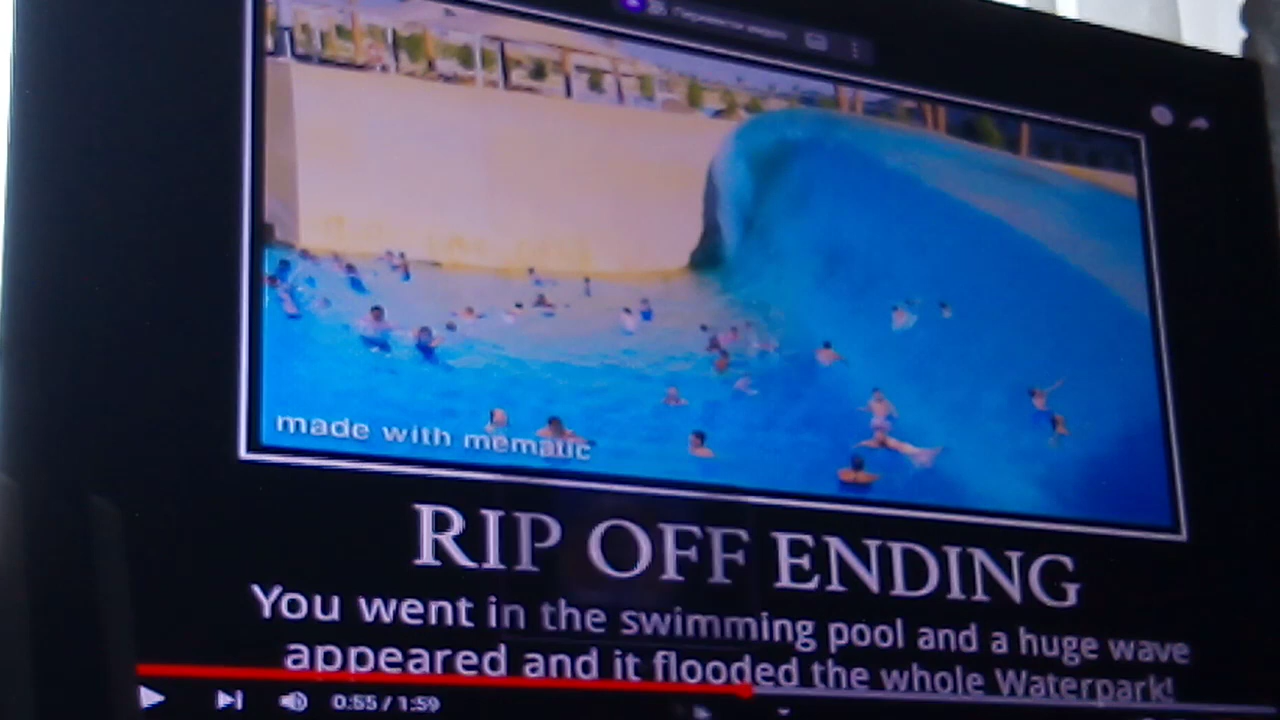 made with mematic
RIP OFF ENDING
You went in the swimming pool and a huge wave
appeared and it flooded the whole Waterpark!
0:55 / 1:59